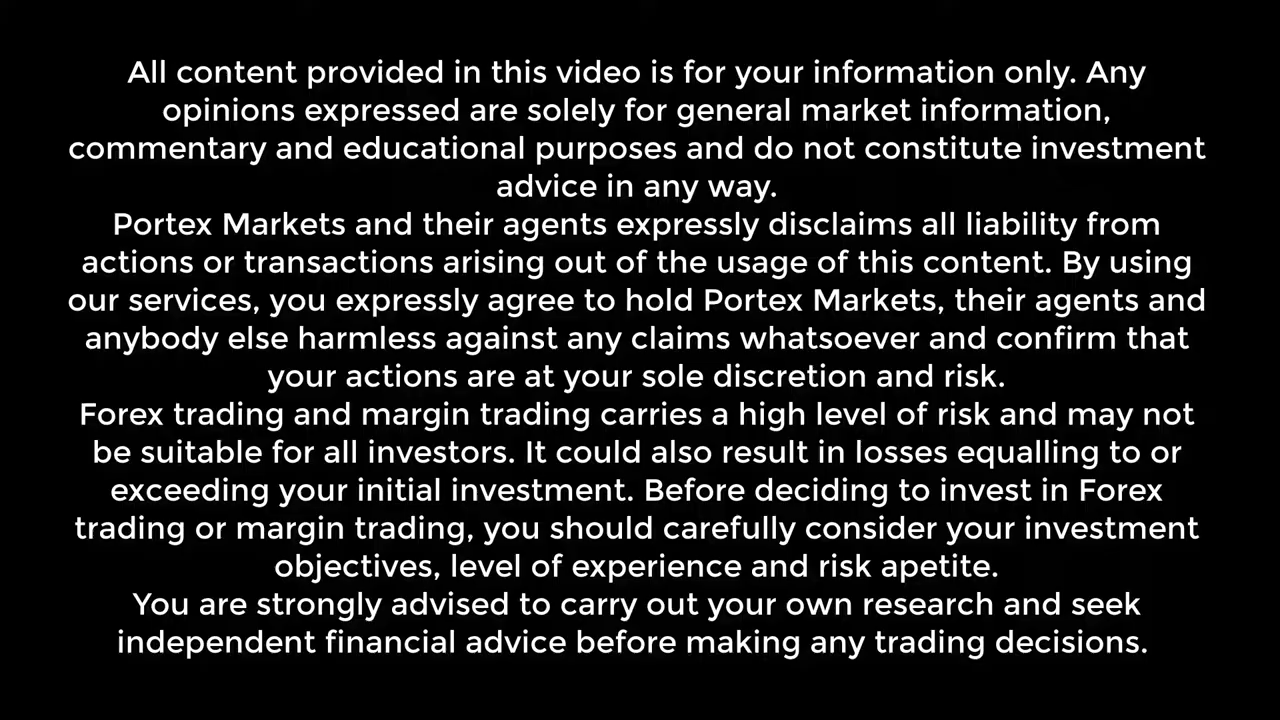 All content provided in this video is for your information only. Any
opinions expressed are solely for general market information,
commentary and educational purposes and do not constitute investment
advice in any way.
Portex Markets and their agents expressly disclaims all liability from
actions or transactions arising out of the usage of this content. By using
our services, you expressly agree to hold Portex Markets, their agents and
anybody else harmless against any claims whatsoever and confirm that
your actions are at your sole discretion and risk.
Forex trading and margin trading carries a high level of risk and may not
be suitable for all investors. It could also result in losses equalling to or
exceeding your initial investment. Before deciding to invest in Forex
trading or margin trading, you should carefully consider your investment
objectives, level of experience and risk apetite.
You are strongly advised to carry out your own research and seek
independent financial advice before making any trading decisions.